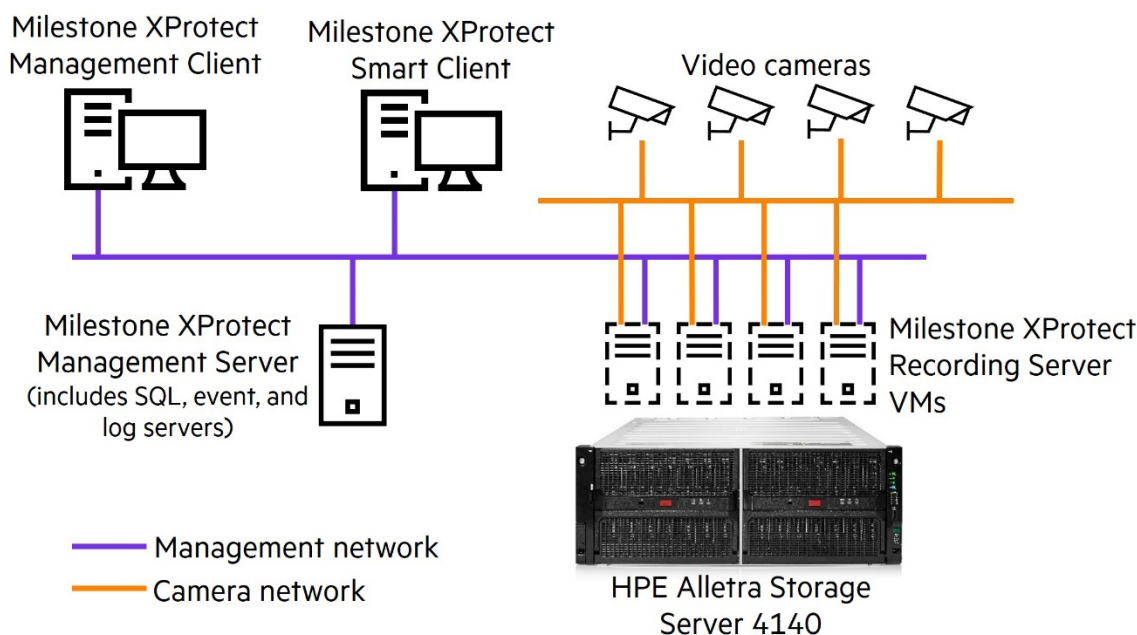 Milestone XProtect
Management Client
Milestone XProtect
Smart Client
Video cameras
Milestone XProtect
Management Server
(includes SQL, event, and
log servers)
Milestone XProtect
Recording Server
VMs
Management network
Camera network
HPE Alletra Storage
Server 4140